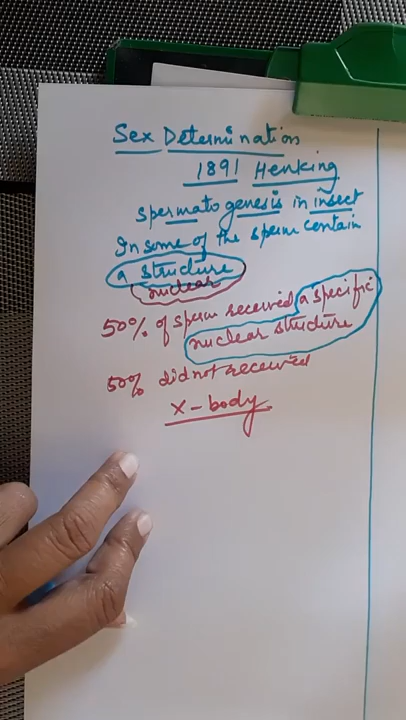 Sex Determination
1891 Henking
Spermatogenesis in insect
In some of the sperm contain
a structure
nuclear
50% of sperm received a specific
nuclear structure
50% did not received
X-body